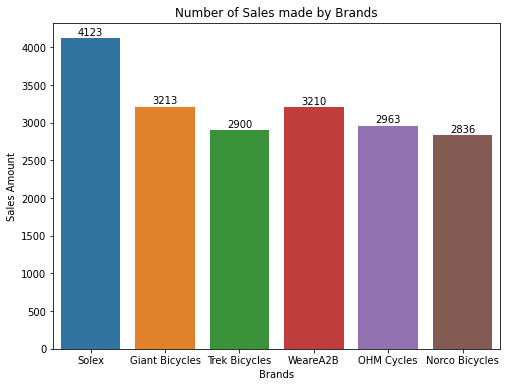 Number of Sales made by Brands
4123
3213
2900
3210
2963
2836
4000
3500
3000
2500
2000
1500
1000
500
0
Sales Amount
Solex
Giant Bicycles
Trek Bicycles
WeareA2B
OHM Cycles
Norco Bicycles
Brands